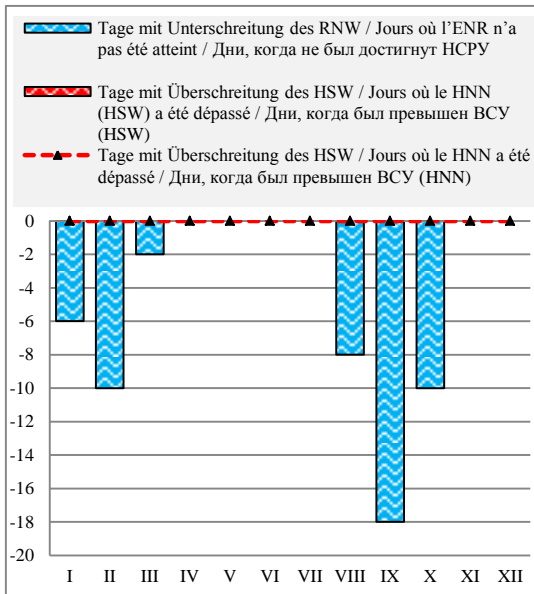 Tage mit Unterschreitung des RNW / Jours où l’ENR n’a
pas été atteint / Дни, когда не был достигнут НСРУ
Tage mit Überschreitung des HSW / Jours où le HNN
(HSW) a été dépassé / Дни, когда был превышен ВСУ
(HSW)
Tage mit Überschreitung des HSW / Jours où le HNN a été
dépassé / Дни, когда был превышен ВСУ (HNN)
0
-2
-4
-6
-8
-10
-12
-14
-16
-18
-20
I II III IV V VI VII VIII IX X XI XII